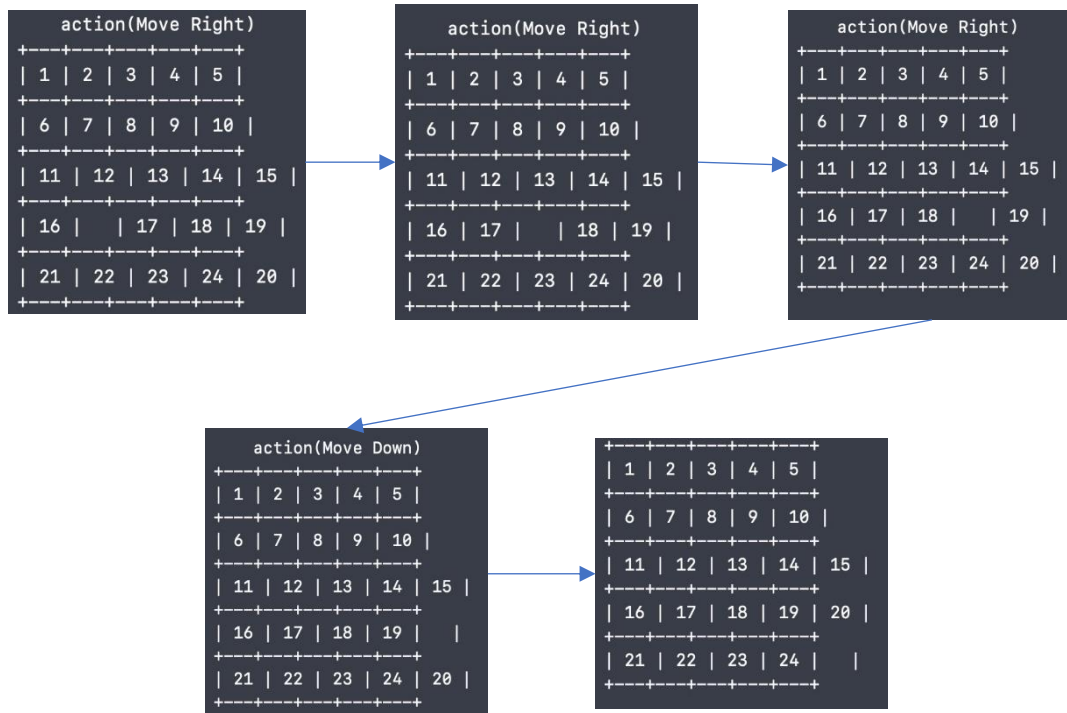 action(Move Right)
+---+---+---+---+---+
| 1 | 2 | 3 | 4 | 5 |
+---+---+---+---+---+
| 6 | 7 | 8 | 9 | 10 |
+---+---+---+---+---+
| 11 | 12 | 13 | 14 | 15 |
+---+---+---+---+---+
| 16 |   | 17 | 18 | 19 |
+---+---+---+---+---+
| 21 | 22 | 23 | 24 | 20 |
+---+---+---+---+---+
action(Move Right)
+---+---+---+---+---+
| 1 | 2 | 3 | 4 | 5 |
+---+---+---+---+---+
| 6 | 7 | 8 | 9 | 10 |
+---+---+---+---+---+
| 11 | 12 | 13 | 14 | 15 |
+---+---+---+---+---+
| 16 | 17 |   | 18 | 19 |
+---+---+---+---+---+
| 21 | 22 | 23 | 24 | 20 |
+---+---+---+---+---+
action(Move Right)
+---+---+---+---+---+
| 1 | 2 | 3 | 4 | 5 |
+---+---+---+---+---+
| 6 | 7 | 8 | 9 | 10 |
+---+---+---+---+---+
| 11 | 12 | 13 | 14 | 15 |
+---+---+---+---+---+
| 16 | 17 | 18 |   | 19 |
+---+---+---+---+---+
| 21 | 22 | 23 | 24 | 20 |
+---+---+---+---+---+
action(Move Down)
+---+---+---+---+---+
| 1 | 2 | 3 | 4 | 5 |
+---+---+---+---+---+
| 6 | 7 | 8 | 9 | 10 |
+---+---+---+---+---+
| 11 | 12 | 13 | 14 | 15 |
+---+---+---+---+---+
| 16 | 17 | 18 | 19 |   |
+---+---+---+---+---+
| 21 | 22 | 23 | 24 | 20 |
+---+---+---+---+---+
+---+---+---+---+---+
| 1 | 2 | 3 | 4 | 5 |
+---+---+---+---+---+
| 6 | 7 | 8 | 9 | 10 |
+---+---+---+---+---+
| 11 | 12 | 13 | 14 | 15 |
+---+---+---+---+---+
| 16 | 17 | 18 | 19 | 20 |
+---+---+---+---+---+
| 21 | 22 | 23 | 24 |   |
+---+---+---+---+---+